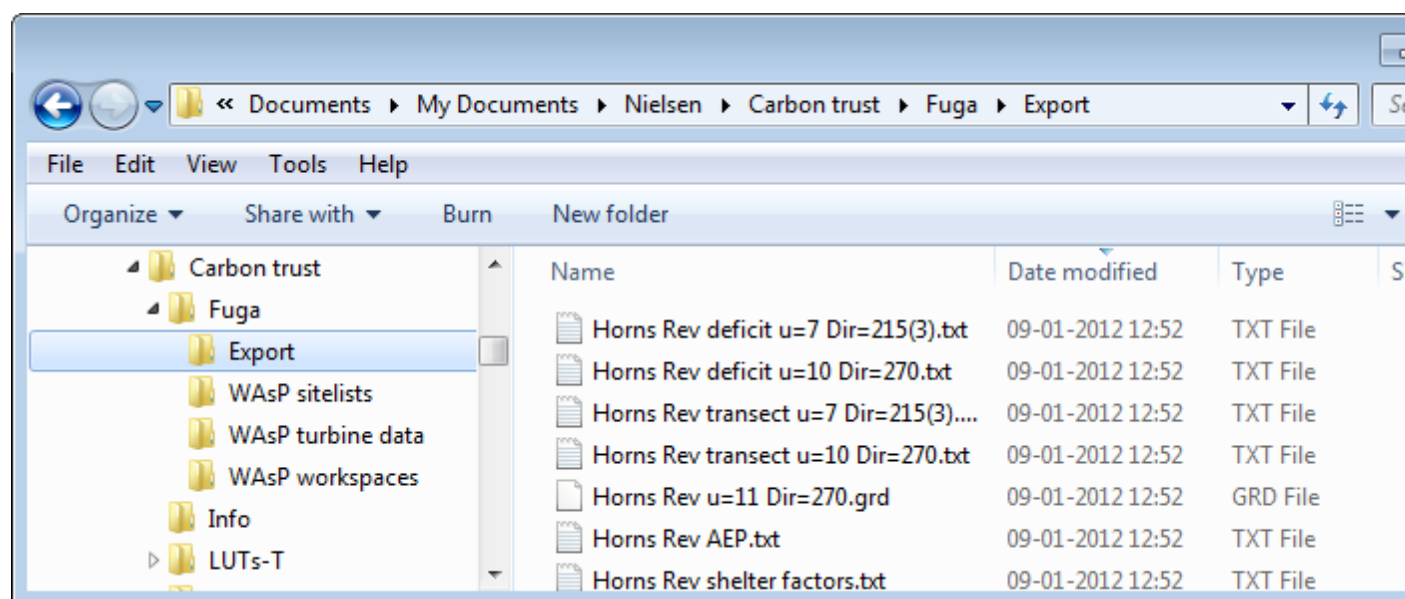 « Documents ▸ My Documents ▸ Nielsen ▸ Carbon trust ▸ Fuga ▸ Export
File Edit View Tools Help
Organize Share with Burn New folder
Carbon trust
Fuga
Export
WAsP sitelists
WAsP turbine data
WAsP workspaces
Info
LUTs-T
Name Date modified Type
Horns Rev deficit u=7 Dir=215(3).txt 09-01-2012 12:52 TXT File
Horns Rev deficit u=10 Dir=270.txt 09-01-2012 12:52 TXT File
Horns Rev transect u=7 Dir=215(3).... 09-01-2012 12:52 TXT File
Horns Rev transect u=10 Dir=270.txt 09-01-2012 12:52 TXT File
Horns Rev u=11 Dir=270.grd 09-01-2012 12:52 GRD File
Horns Rev AEP.txt 09-01-2012 12:52 TXT File
Horns Rev shelter factors.txt 09-01-2012 12:52 TXT File